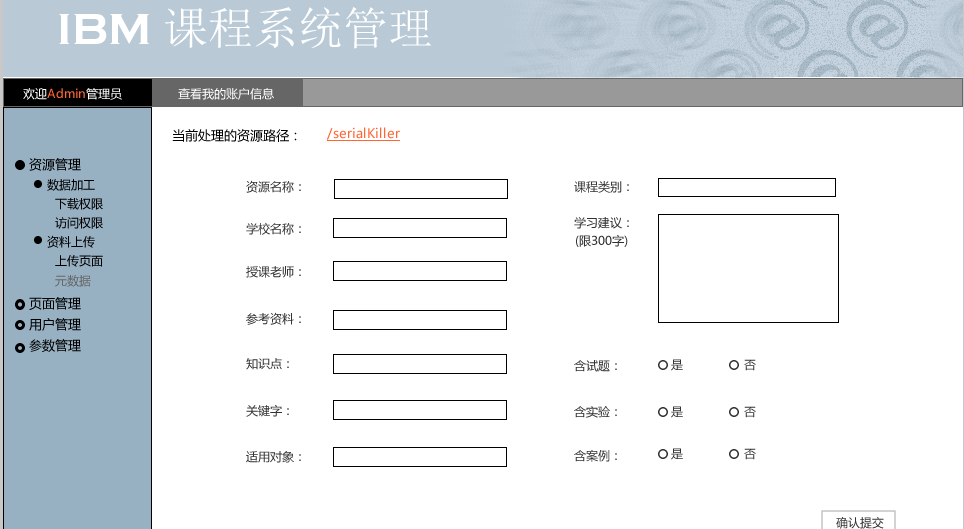 IBM 课程系统管理
欢迎Admin管理员
查看我的账户信息
当前处理的资源路径： /serialKiller
资源管理
数据加工
下载权限
访问权限
资料上传
上传页面
元数据
页面管理
用户管理
参数管理
资源名称：
学校名称：
授课老师：
参考资料：
知识点：
关键字：
适用对象：
课程类别：
学习建议：
(限300字)
含试题： 是 否
含实验： 是 否
含案例： 是 否
确认提交